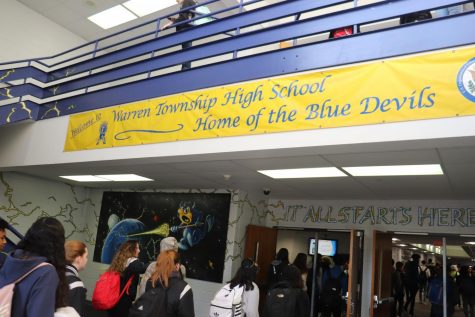 Welcome to
Warren Township High School
Home of the Blue Devils
IT ALL STARTS HERE